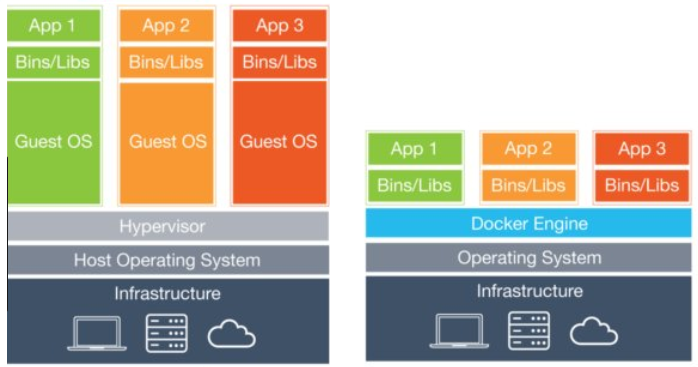 App 1
App 2
App 3
Bins/Libs
Bins/Libs
Bins/Libs
Guest OS
Guest OS
Guest OS
Hypervisor
Host Operating System
Infrastructure
App 1
App 2
App 3
Bins/Libs
Bins/Libs
Bins/Libs
Docker Engine
Operating System
Infrastructure